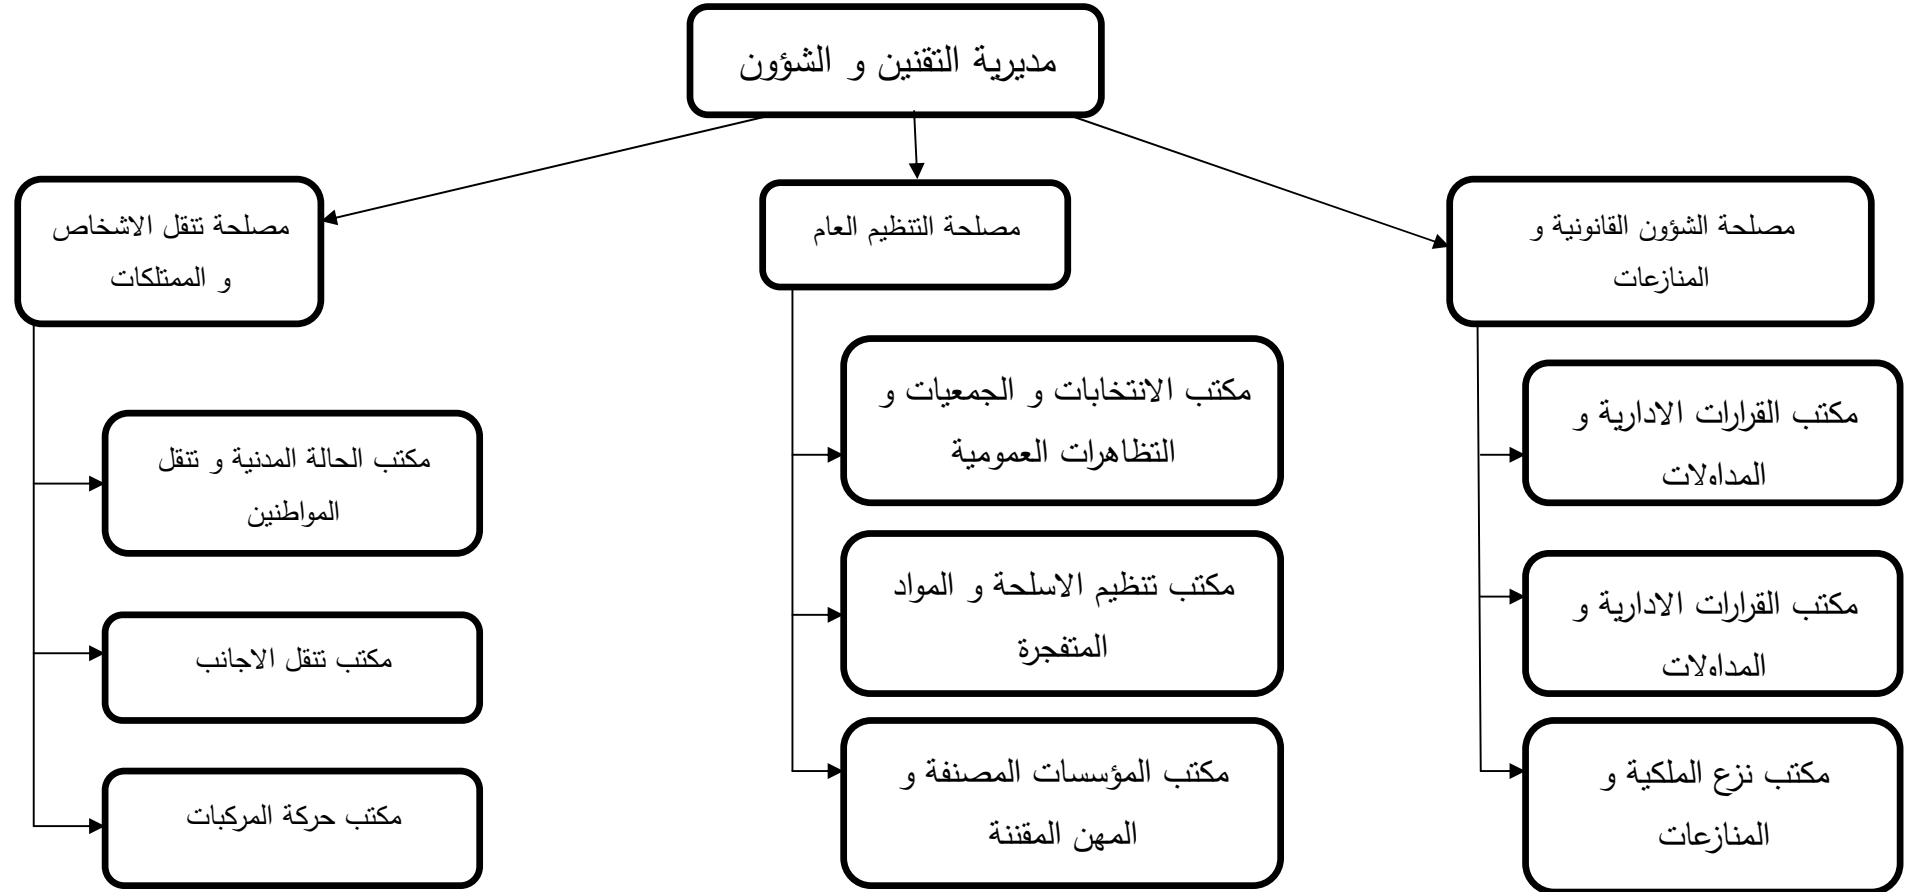 مديرية التقنين و الشؤون
مصلحة الشؤون القانونية و
المنازعات
مصلحة التنظيم العام
مصلحة تنقل الاشخاص
و الممتلكات
مكتب القرارات الادارية و
المداولات
مكتب القرارات الادارية و
المداولات
مكتب نزع الملكية و
المنازعات
مكتب الانتخابات و الجمعيات و
التظاهرات العمومية
مكتب تنظيم الاسلحة و المواد
المتفجرة
مكتب المؤسسات المصنفة و
المهن المقننة
مكتب الحالة المدنية و تنقل
المواطنين
مكتب تنقل الاجانب
مكتب حركة المركبات